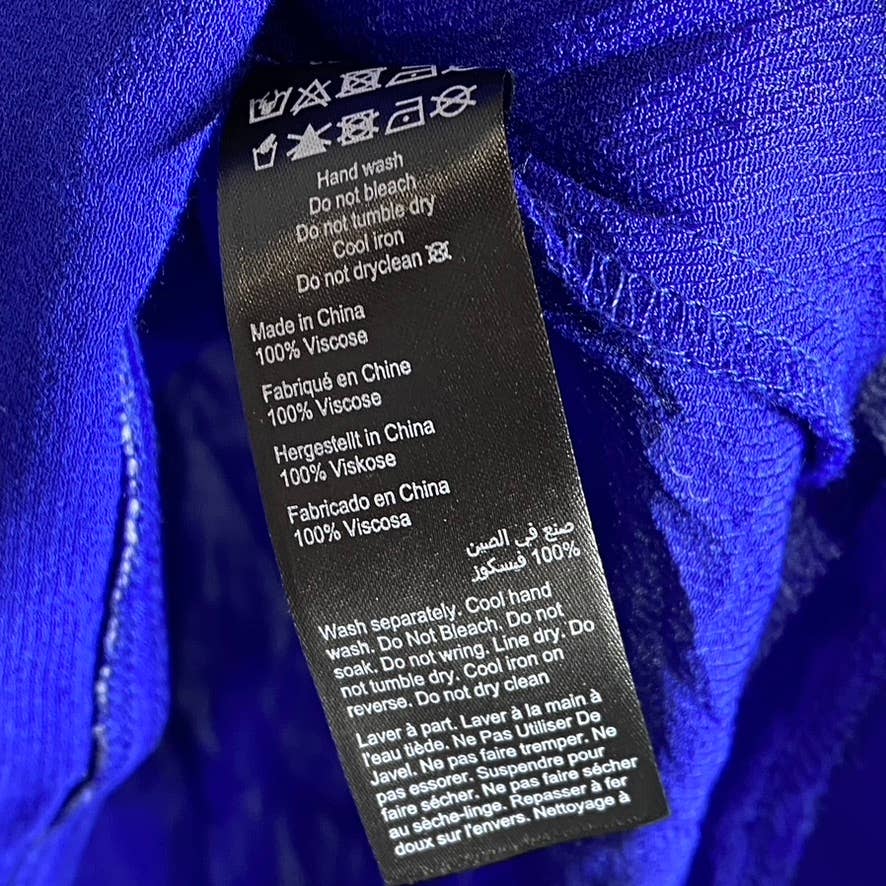 Hand wash
Do not bleach
Do not tumble dry
Cool iron
Do not dryclean
Made in China
100% Viscose
Fabriqué en Chine
100% Viscose
Hergestellt in China
100% Viskose
Fabricado en China
100% Viscosa
صنع في الصين
100% فيسكوز
Wash separately. Cool hand
wash. Do Not Bleach. Do not
soak. Do not wring. Line dry. Do
not tumble dry. Cool iron on
reverse. Do not dry clean
Laver à part. Laver à la main à
l'eau tiède. Ne Pas Utiliser De
Javel. Ne pas faire tremper. Ne
pas essorer. Suspendre pour
faire sécher. Ne pas faire sécher
au sèche-linge. Repasser à fer
doux sur l'envers. Nettoyage à